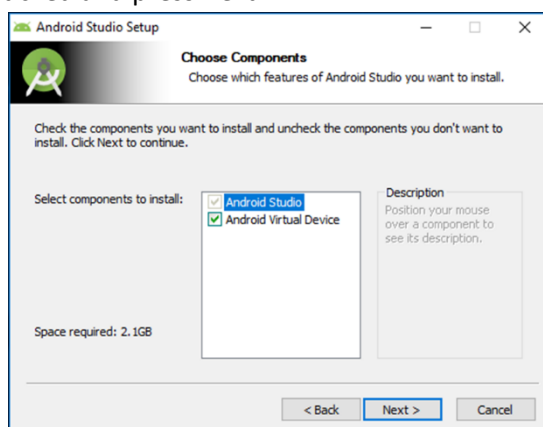 Android Studio Setup
Choose Components
Choose which features of Android Studio you want to install.
Check the components you want to install and uncheck the components you don't want to
install. Click Next to continue.
Select components to install:
Android Studio
Android Virtual Device
Description
Position your mouse
over a component to
see its description.
Space required: 2.1GB
< Back
Next >
Cancel